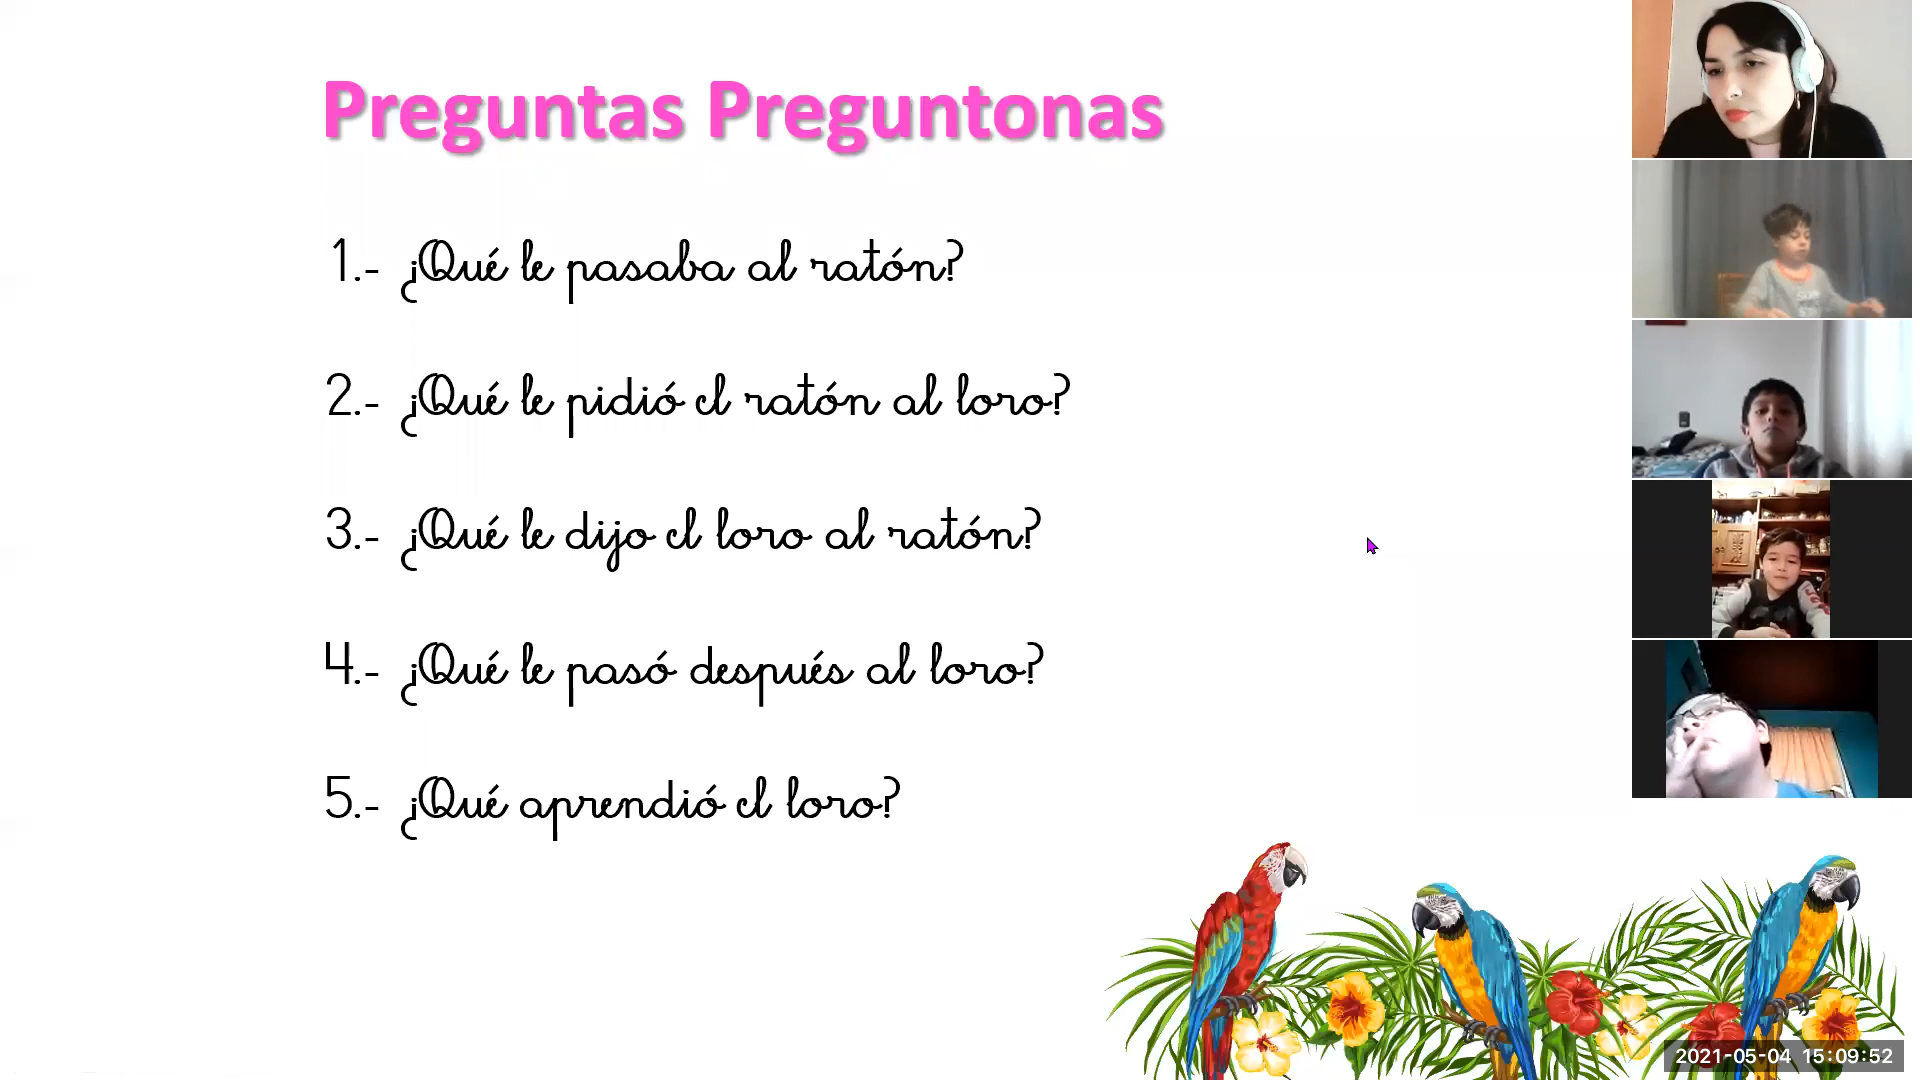 Preguntas Preguntonas
1.- ¿Qué le pasaba al ratón?
2.- ¿Qué le pidió el ratón al loro?
3.- ¿Qué le dijo el loro al ratón?
4.- ¿Qué le pasó después al loro?
5.- ¿Qué aprendió el loro?
2021-05-04 15:09:52